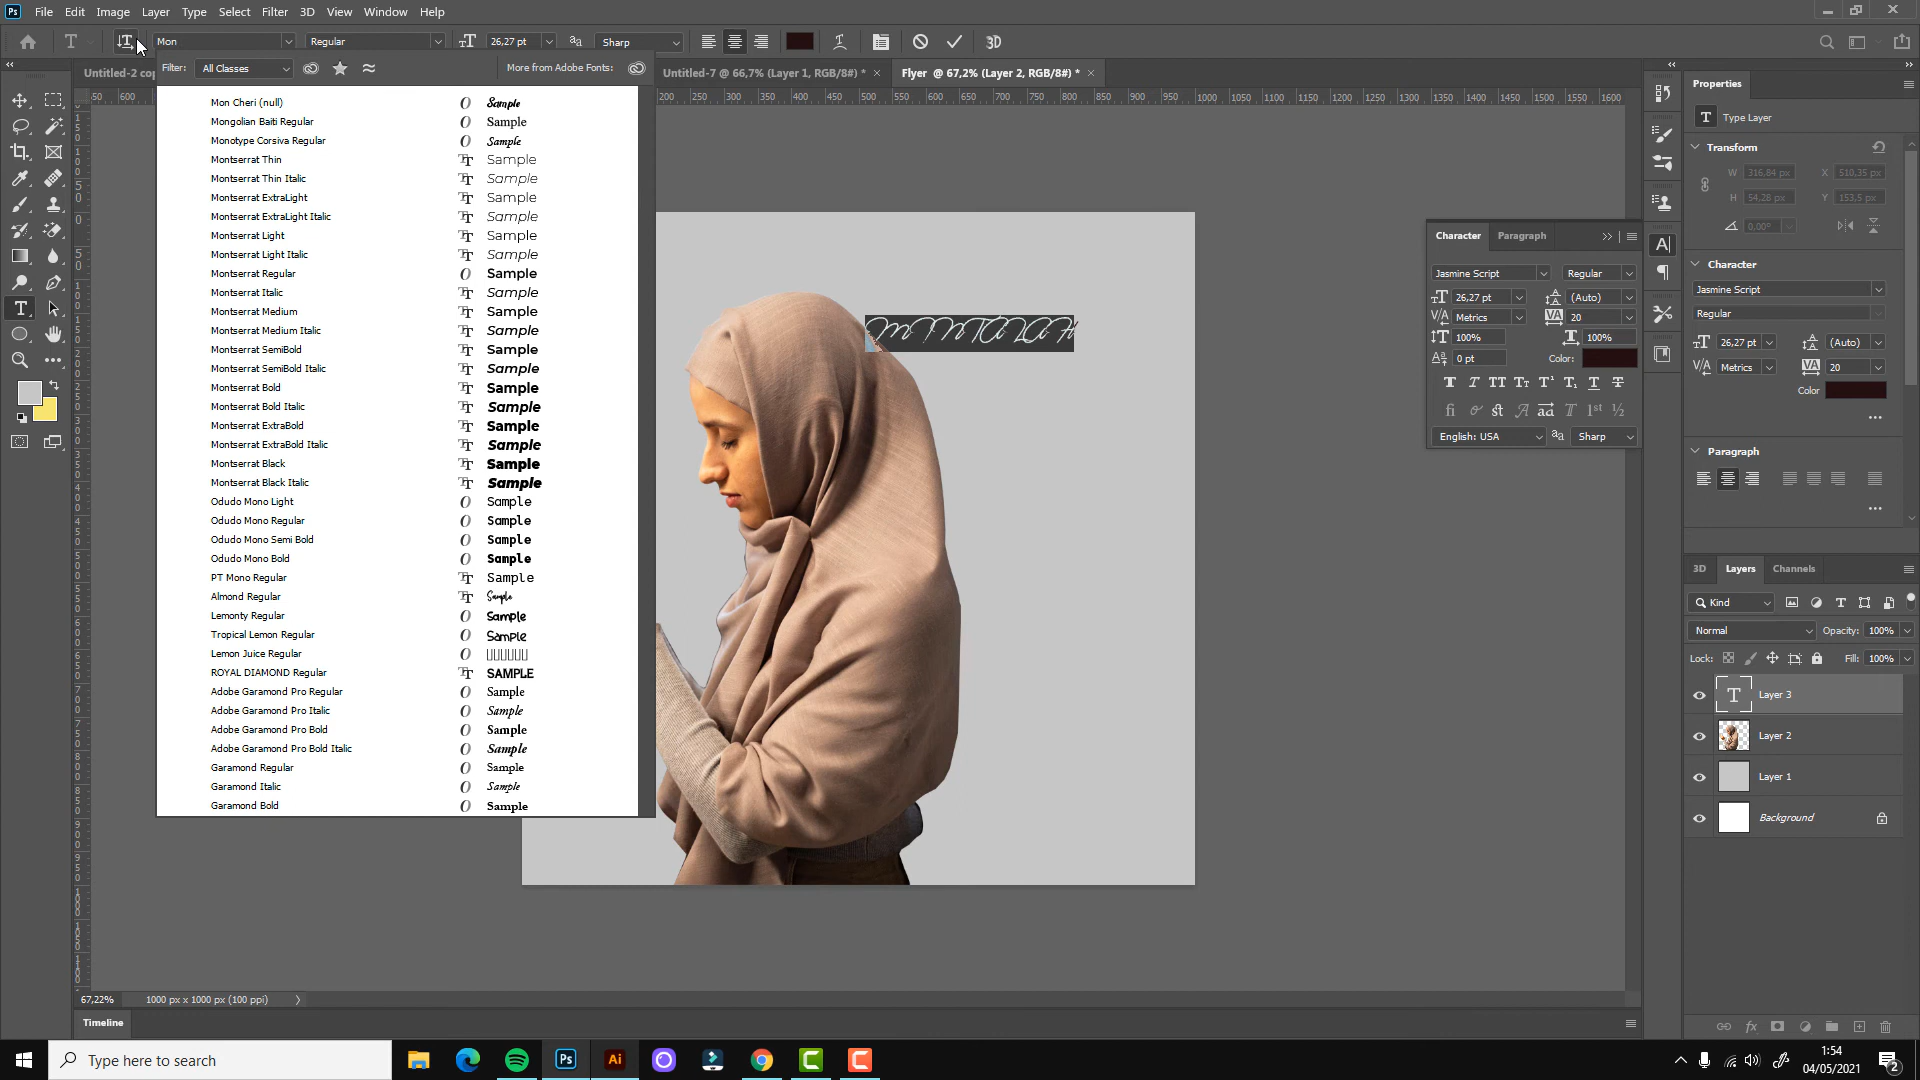 File Edit Image Layer Type Select Filter 3D View Window Help
Mon Regular 26,27 pt Sharp 3D
Filter: All Classes More from Adobe Fonts:
Untitled-2 cop
Untitled-7 @ 66,7% (Layer 1, RGB/8#) *
Flyer @ 67,2% (Layer 2, RGB/8#) *
Mon Cheri (null) Sample
Mongolian Baiti Regular Sample
Monotype Corsiva Regular Sample
Montserrat Thin Sample
Montserrat Thin Italic Sample
Montserrat ExtraLight Sample
Montserrat ExtraLight Italic Sample
Montserrat Light Sample
Montserrat Light Italic Sample
Montserrat Regular Sample
Montserrat Italic Sample
Montserrat Medium Sample
Montserrat Medium Italic Sample
Montserrat SemiBold Sample
Montserrat SemiBold Italic Sample
Montserrat Bold Sample
Montserrat Bold Italic Sample
Montserrat ExtraBold Sample
Montserrat ExtraBold Italic Sample
Montserrat Black Sample
Montserrat Black Italic Sample
Odudo Mono Light Sample
Odudo Mono Regular Sample
Odudo Mono Semi Bold Sample
Odudo Mono Bold Sample
PT Mono Regular Sample
Almond Regular Sample
Lemonty Regular Sample
Tropical Lemon Regular Sample
Lemon Juice Regular
ROYAL DIAMOND Regular SAMPLE
Adobe Garamond Pro Regular Sample
Adobe Garamond Pro Italic Sample
Adobe Garamond Pro Bold Sample
Adobe Garamond Pro Bold Italic Sample
Garamond Regular Sample
Garamond Italic Sample
Garamond Bold Sample
Character Paragraph
Jasmine Script Regular
26,27 pt (Auto)
Metrics 20
100% 100%
0 pt Color:
English: USA Sharp
Properties
Type Layer
Transform
W 316,84 px X 510,35 px
H 54,28 px Y 153,5 px
0,00°
Character
Jasmine Script
Regular
26,27 pt (Auto)
Metrics 20
Color
Paragraph
3D Layers Channels
Kind
Normal Opacity: 100%
Lock: Fill: 100%
Layer 3
Layer 2
Layer 1
Background
67,22% 1000 px x 1000 px (100 ppi)
Timeline
Type here to search
1:54
04/05/2021